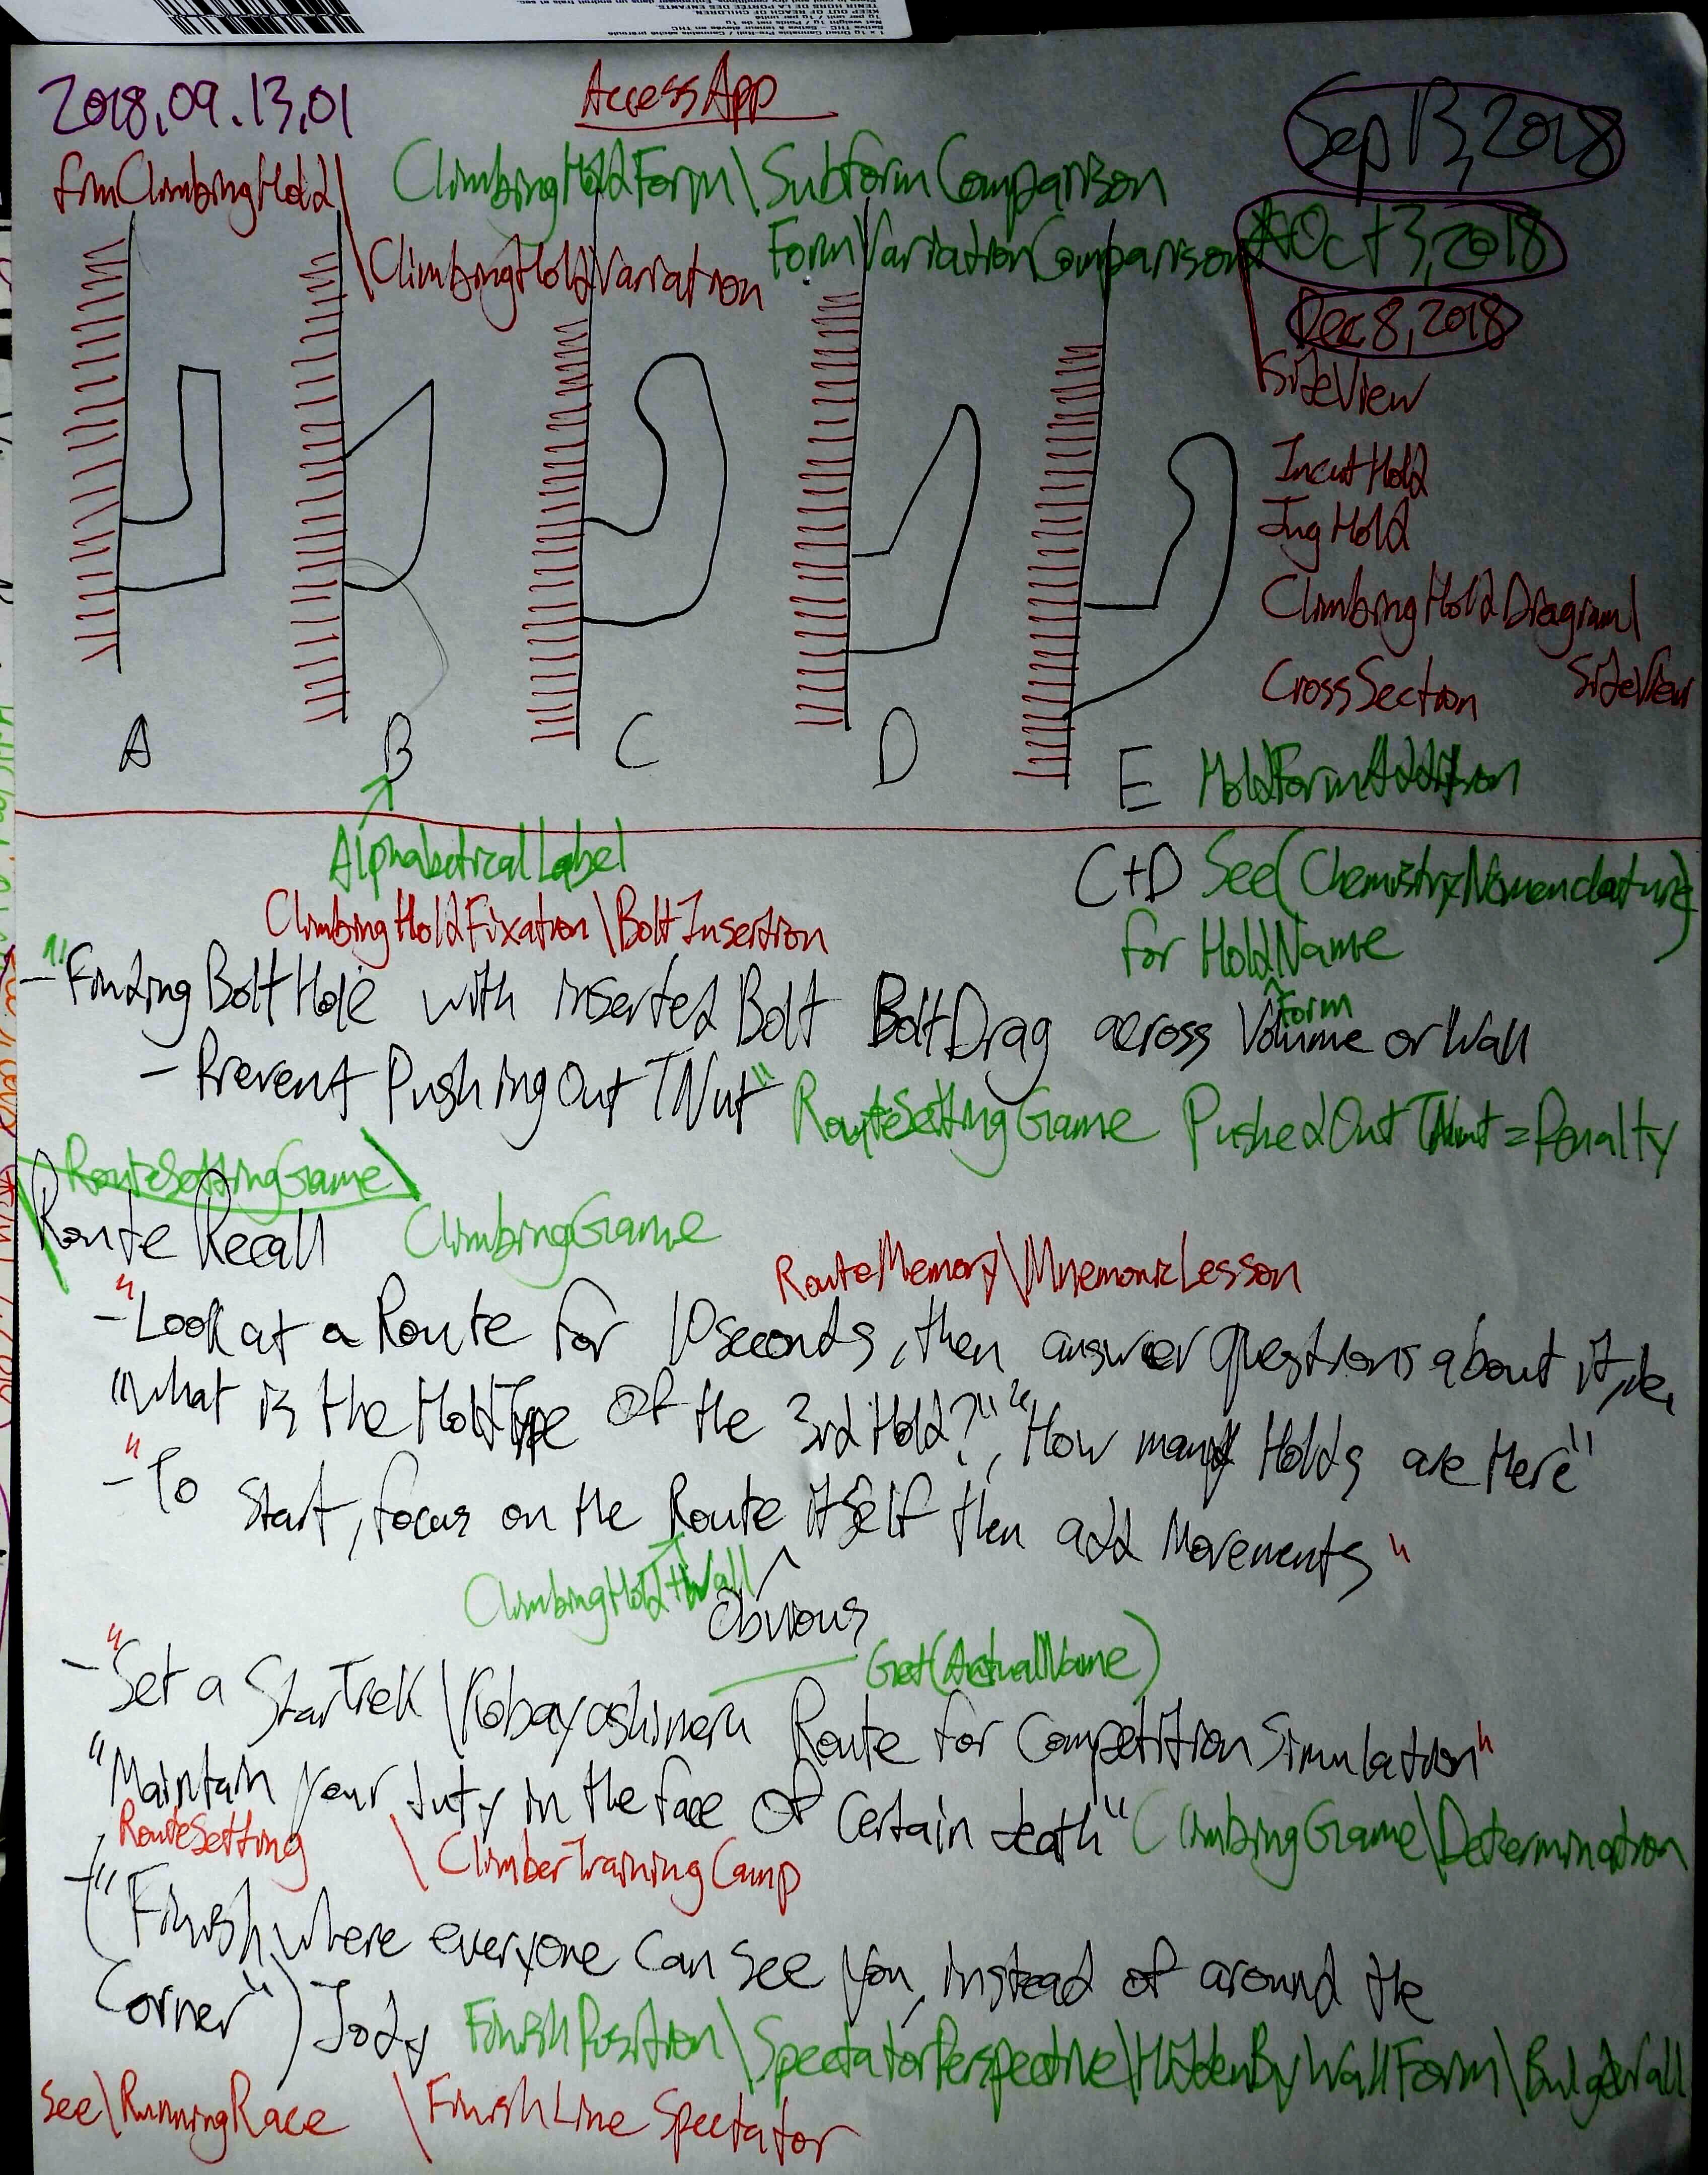 2018.09.13.01
AccessApp
Sep 13, 2018
frmClimbingHold\
ClimbingHoldForm\SubformComparison
Oct 3, 2018
\ClimbingHoldVariation
FormVariationComparison
Dec 8, 2018
SideView
IncutHold
JugHold
ClimbingHoldDiagram\
SideView
CrossSection
A
B
C
D
E
HoldFormAddition
AlphabeticalLabel
C+D See(ChemistryNomenclature)
for HoldName
Form
ClimbingHoldFixation\BoltInsertion
-"Finding Bolt Hole with inserted Bolt BoltDrag across Volume or Wall
- Prevent PushingOut TNut" RouteSettingGame PushedOutTNut=Penalty
RouteSettingGame\
Route Recall ClimbingGame
RouteMemory\MnemonicLesson
-"Look at a Route for 10seconds, then answer questions about it, ie,
"What is the HoldType of the 3rd Hold?", "How many Holds are there"
-"To start, focus on the Route itself then add Movements"
ClimbingHold+Wall
Obvious
Get(ActualName)
-"Set a StarTrek\Kobayashimaru Route for Competition Simulation"
"Maintain your duty in the face of certain death" ClimbingGame\Determination
RouteSetting \ClimberTrainingCamp
-("Finish where everyone can see you, instead of around the
Corner") Jody FinishPosition\SpectatorPerspective\HiddenByWallForm\BulgeWall
See\RunningRace \FinishLineSpectator